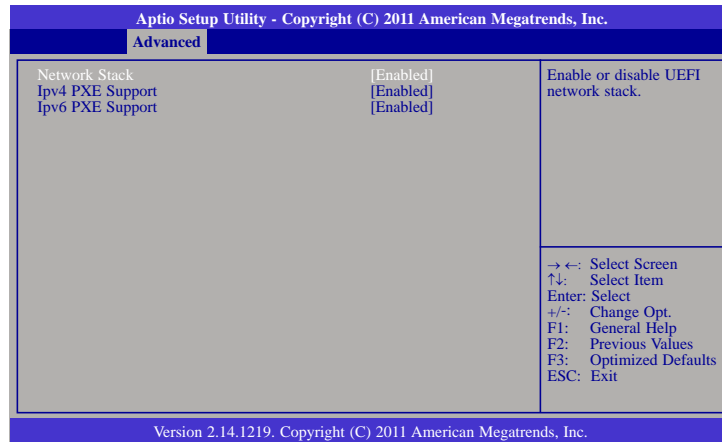 Aptio Setup Utility - Copyright (C) 2011 American Megatrends, Inc.
Advanced
Network Stack [Enabled]
Ipv4 PXE Support [Enabled]
Ipv6 PXE Support [Enabled]
Enable or disable UEFI
network stack.
→ ←: Select Screen
↑↓: Select Item
Enter: Select
+/-: Change Opt.
F1: General Help
F2: Previous Values
F3: Optimized Defaults
ESC: Exit
Version 2.14.1219. Copyright (C) 2011 American Megatrends, Inc.